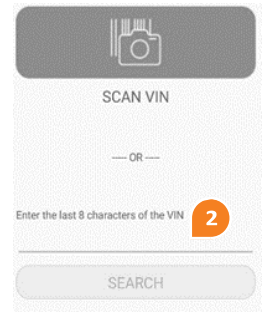 SCAN VIN
— OR —
Enter the last 8 characters of the VIN
2
SEARCH